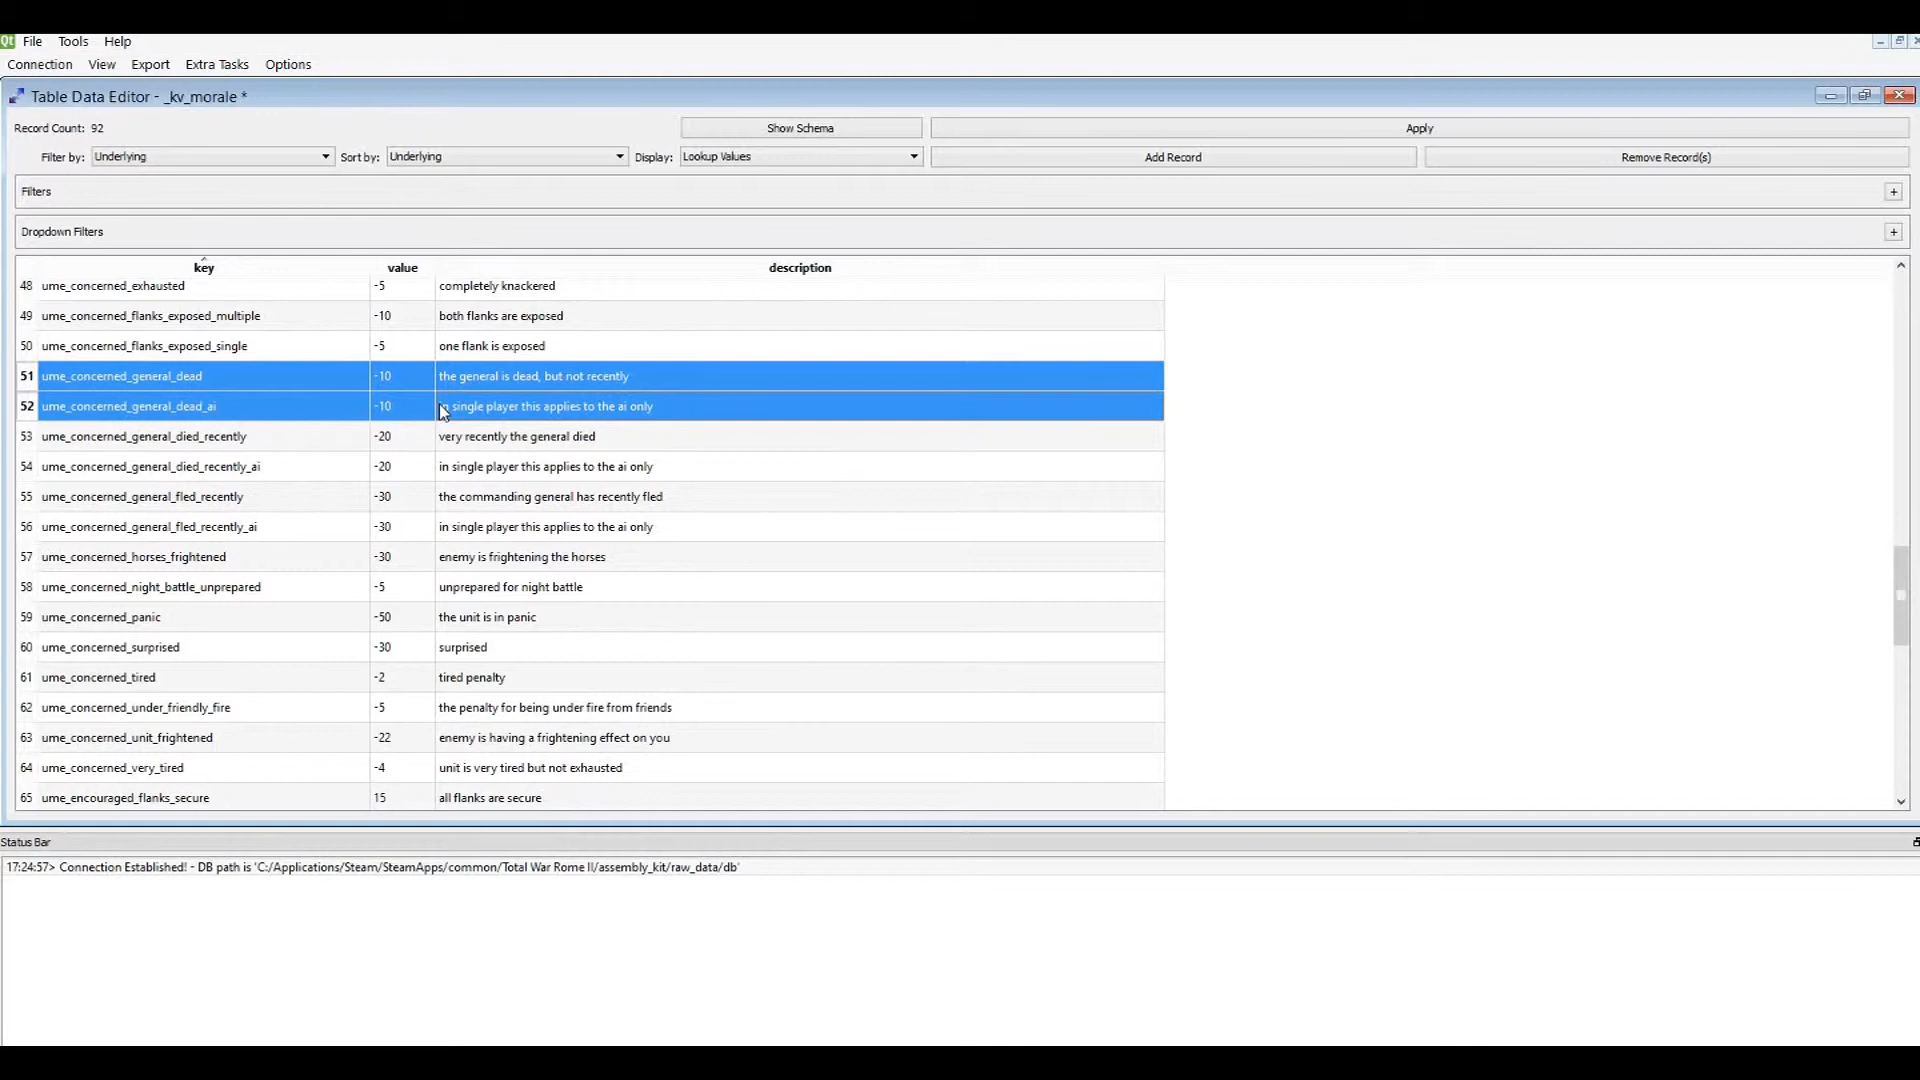 Qt File Tools Help
Connection View Export Extra Tasks Options
Table Data Editor - _kv_morale *
Record Count: 92 Show Schema Apply
Filter by: Underlying Sort by: Underlying Display: Lookup Values Add Record Remove Record(s)
Filters +
Dropdown Filters +
key value description
48 ume_concerned_exhausted -5 completely knackered
49 ume_concerned_flanks_exposed_multiple -10 both flanks are exposed
50 ume_concerned_flanks_exposed_single -5 one flank is exposed
51 ume_concerned_general_dead -10 the general is dead, but not recently
52 ume_concerned_general_dead_ai -10 in single player this applies to the ai only
53 ume_concerned_general_died_recently -20 very recently the general died
54 ume_concerned_general_died_recently_ai -20 in single player this applies to the ai only
55 ume_concerned_general_fled_recently -30 the commanding general has recently fled
56 ume_concerned_general_fled_recently_ai -30 in single player this applies to the ai only
57 ume_concerned_horses_frightened -30 enemy is frightening the horses
58 ume_concerned_night_battle_unprepared -5 unprepared for night battle
59 ume_concerned_panic -50 the unit is in panic
60 ume_concerned_surprised -30 surprised
61 ume_concerned_tired -2 tired penalty
62 ume_concerned_under_friendly_fire -5 the penalty for being under fire from friends
63 ume_concerned_unit_frightened -22 enemy is having a frightening effect on you
64 ume_concerned_very_tired -4 unit is very tired but not exhausted
65 ume_encouraged_flanks_secure 15 all flanks are secure
Status Bar
17:24:57> Connection Established! - DB path is 'C:/Applications/Steam/SteamApps/common/Total War Rome II/assembly_kit/raw_data/db'